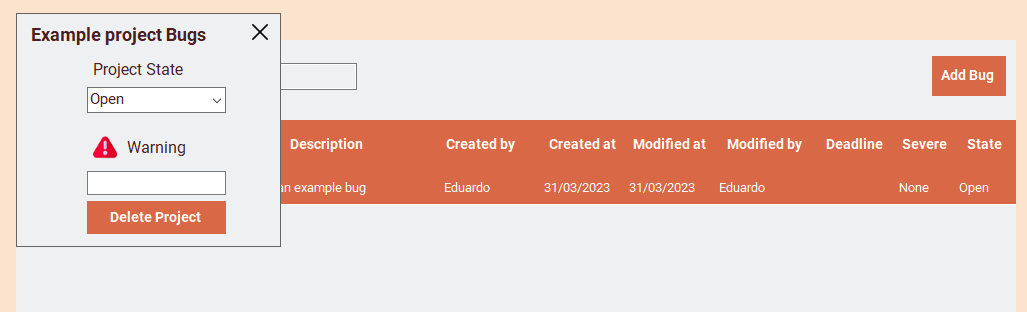 Example project Bugs
Project State
Open
Warning
Delete Project
Add Bug
Description Created by Created at Modified at Modified by Deadline Severe State
an example bug Eduardo 31/03/2023 31/03/2023 Eduardo None Open